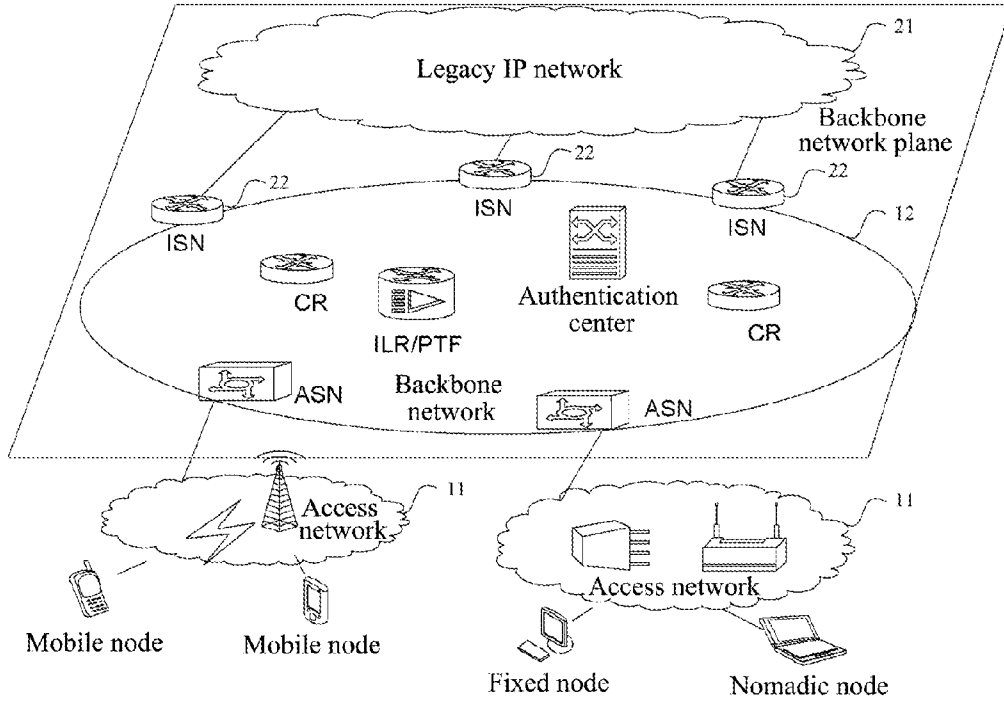 21
Legacy IP network
Backbone
network plane
22
22
22
ISN
ISN
ISN
12
CR
ILR/PTF
Authentication
center
CR
ASN
Backbone
network
ASN
Access
network
11
11
Access network
Mobile node
Mobile node
Fixed node
Nomadic node